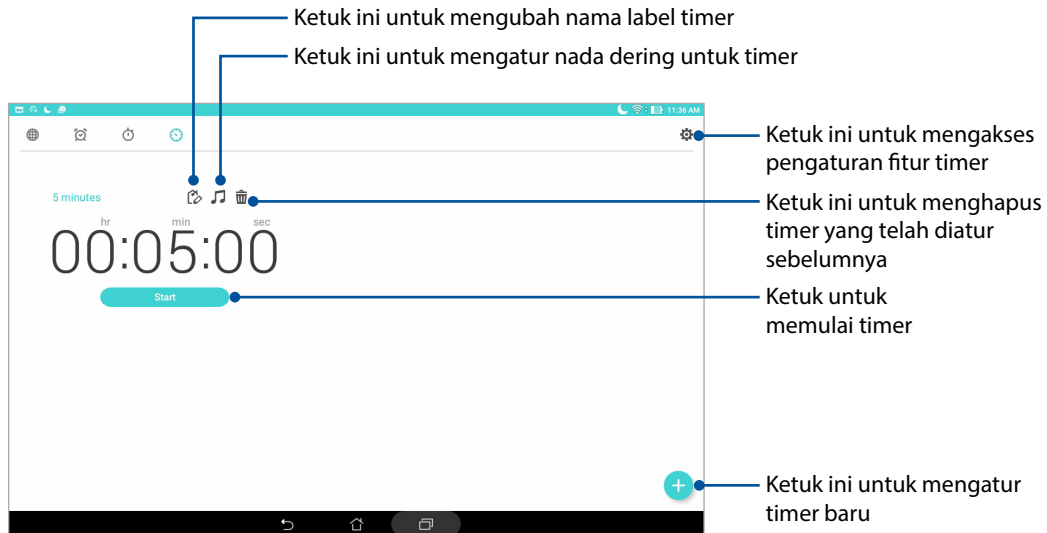 Ketuk ini untuk mengubah nama label timer
Ketuk ini untuk mengatur nada dering untuk timer
11:36 AM
Ketuk ini untuk mengakses
pengaturan fitur timer
5 minutes
Ketuk ini untuk menghapus
timer yang telah diatur
sebelumnya
hr min sec
00:05:00
Start
Ketuk untuk
memulai timer
Ketuk ini untuk mengatur
timer baru